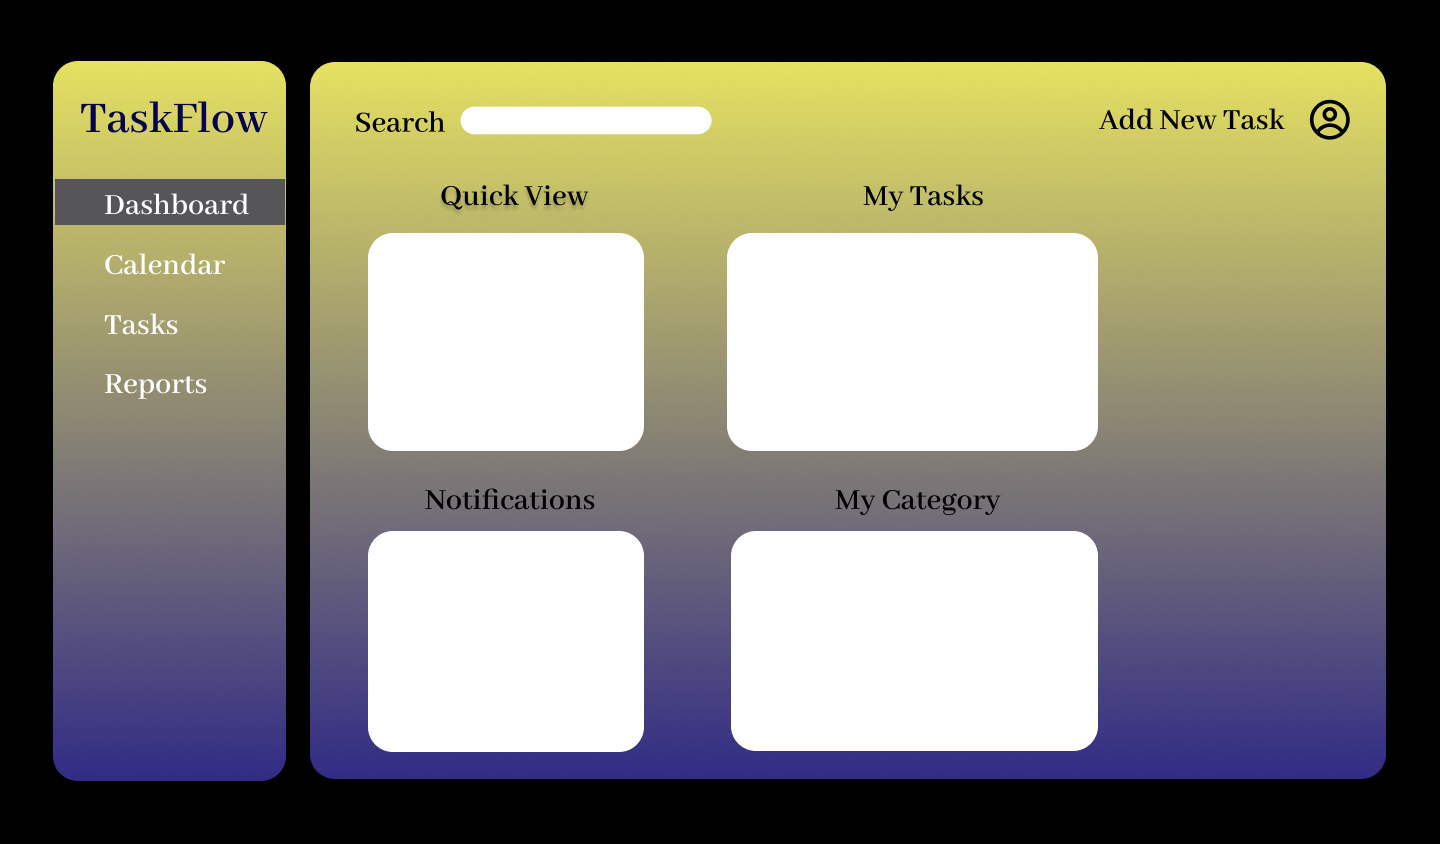 TaskFlow
Dashboard
Calendar
Tasks
Reports
Search
Add New Task
Quick View
My Tasks
Notifications
My Category